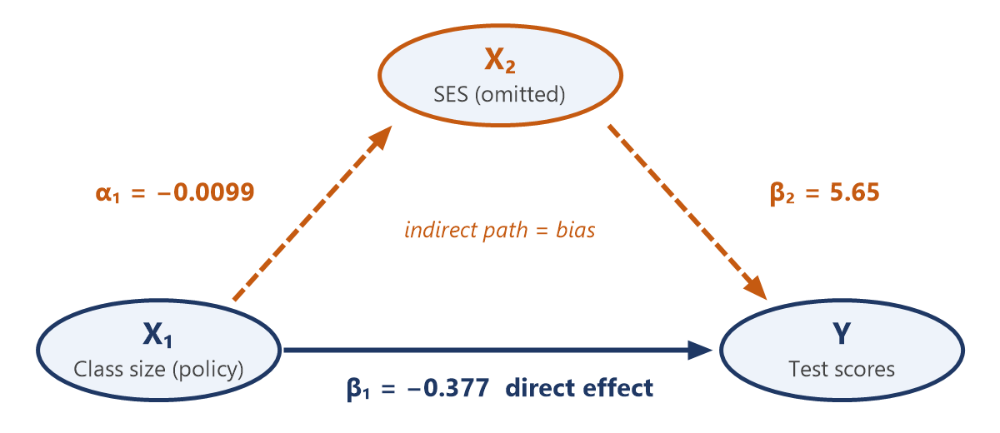 X₂
SES (omitted)
α₁ = −0.0099
β₂ = 5.65
indirect path = bias
X₁
Class size (policy)
Y
Test scores
β₁ = −0.377 direct effect